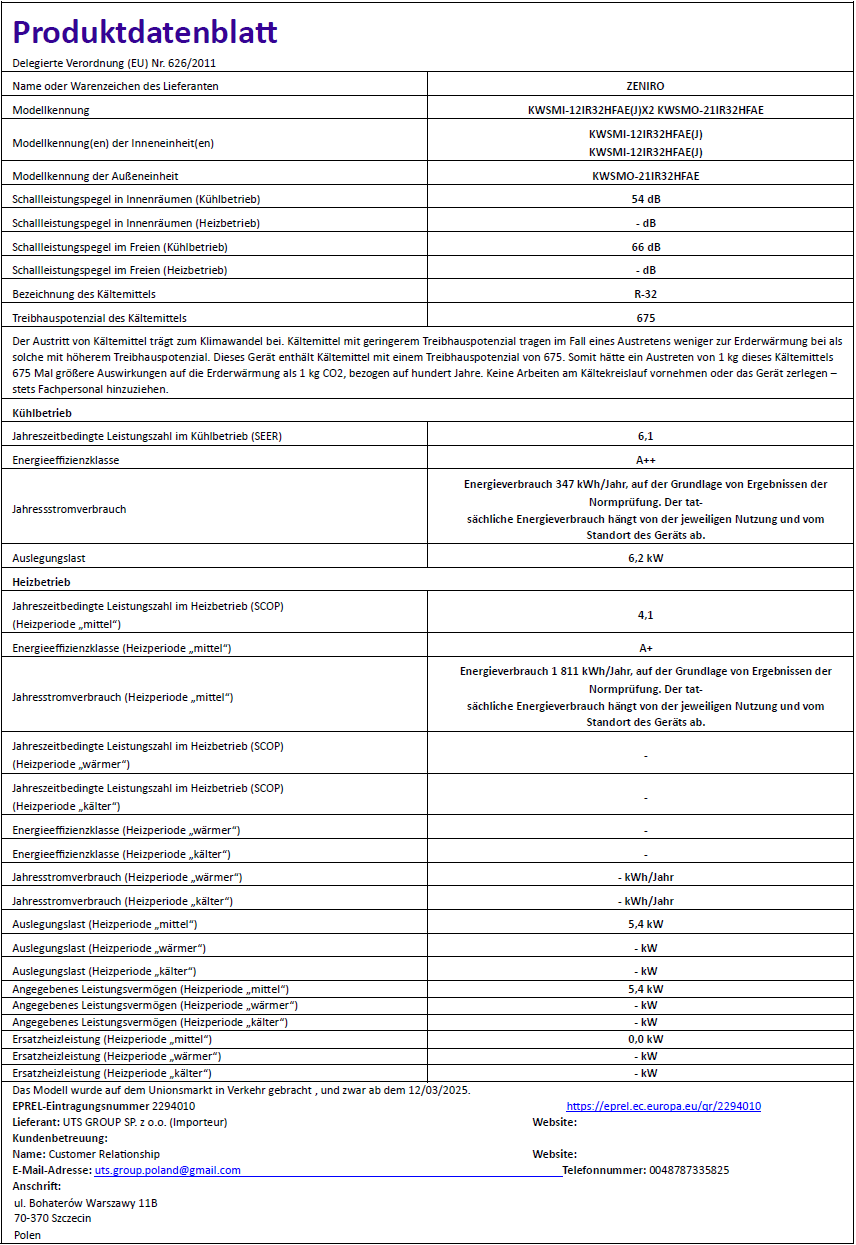 Produktdatenblatt
Delegierte Verordnung (EU) Nr. 626/2011
Name oder Warenzeichen des Lieferanten ZENIRO
Modellkennung KWSMI-12IR32HFAE(J)X2 KWSMO-21IR32HFAE
Modellkennung(en) der Inneneinheit(en) KWSMI-12IR32HFAE(J)
KWSMI-12IR32HFAE(J)
Modellkennung der Außeneinheit KWSMO-21IR32HFAE
Schallleistungspegel in Innenräumen (Kühlbetrieb) 54 dB
Schallleistungspegel in Innenräumen (Heizbetrieb) - dB
Schallleistungspegel im Freien (Kühlbetrieb) 66 dB
Schallleistungspegel im Freien (Heizbetrieb) - dB
Bezeichnung des Kältemittels R-32
Treibhauspotenzial des Kältemittels 675
Der Austritt von Kältemittel trägt zum Klimawandel bei. Kältemittel mit geringerem Treibhauspotenzial tragen im Fall eines Austretens weniger zur Erderwärmung bei als
solche mit höherem Treibhauspotenzial. Dieses Gerät enthält Kältemittel mit einem Treibhauspotenzial von 675. Somit hätte ein Austreten von 1 kg dieses Kältemittels
675 Mal größere Auswirkungen auf die Erderwärmung als 1 kg CO2, bezogen auf hundert Jahre. Keine Arbeiten am Kältekreislauf vornehmen oder das Gerät zerlegen –
stets Fachpersonal hinzuziehen.
Kühlbetrieb
Jahreszeitbedingte Leistungszahl im Kühlbetrieb (SEER) 6,1
Energieeffizienzklasse A++
Jahressstromverbrauch Energieverbrauch 347 kWh/Jahr, auf der Grundlage von Ergebnissen der
Normprüfung. Der tat-
sächliche Energieverbrauch hängt von der jeweiligen Nutzung und vom
Standort des Geräts ab.
Auslegungslast 6,2 kW
Heizbetrieb
Jahreszeitbedingte Leistungszahl im Heizbetrieb (SCOP)
(Heizperiode „mittel“) 4,1
Energieeffizienzklasse (Heizperiode „mittel“) A+
Jahresstromverbrauch (Heizperiode „mittel“) Energieverbrauch 1 811 kWh/Jahr, auf der Grundlage von Ergebnissen der
Normprüfung. Der tat-
sächliche Energieverbrauch hängt von der jeweiligen Nutzung und vom
Standort des Geräts ab.
Jahreszeitbedingte Leistungszahl im Heizbetrieb (SCOP)
(Heizperiode „wärmer“) -
Jahreszeitbedingte Leistungszahl im Heizbetrieb (SCOP)
(Heizperiode „kälter“) -
Energieeffizienzklasse (Heizperiode „wärmer“) -
Energieeffizienzklasse (Heizperiode „kälter“) -
Jahresstromverbrauch (Heizperiode „wärmer“) - kWh/Jahr
Jahresstromverbrauch (Heizperiode „kälter“) - kWh/Jahr
Auslegungslast (Heizperiode „mittel“) 5,4 kW
Auslegungslast (Heizperiode „wärmer“) - kW
Auslegungslast (Heizperiode „kälter“) - kW
Angegebenes Leistungsvermögen (Heizperiode „mittel“) 5,4 kW
Angegebenes Leistungsvermögen (Heizperiode „wärmer“) - kW
Angegebenes Leistungsvermögen (Heizperiode „kälter“) - kW
Ersatzheizleistung (Heizperiode „mittel“) 0,0 kW
Ersatzheizleistung (Heizperiode „wärmer“) - kW
Ersatzheizleistung (Heizperiode „kälter“) - kW
Das Modell wurde auf dem Unionsmarkt in Verkehr gebracht , und zwar ab dem 12/03/2025.
EPREL-Eintragungsnummer 2294010 https://eprel.ec.europa.eu/qr/2294010
Lieferant: UTS GROUP SP. z o.o. (Importeur) Website:
Kundenbetreuung:
Name: Customer Relationship Website:
E-Mail-Adresse: uts.group.poland@gmail.com Telefonnummer: 0048787335825
Anschrift:
ul. Bohaterów Warszawy 11B
70-370 Szczecin
Polen